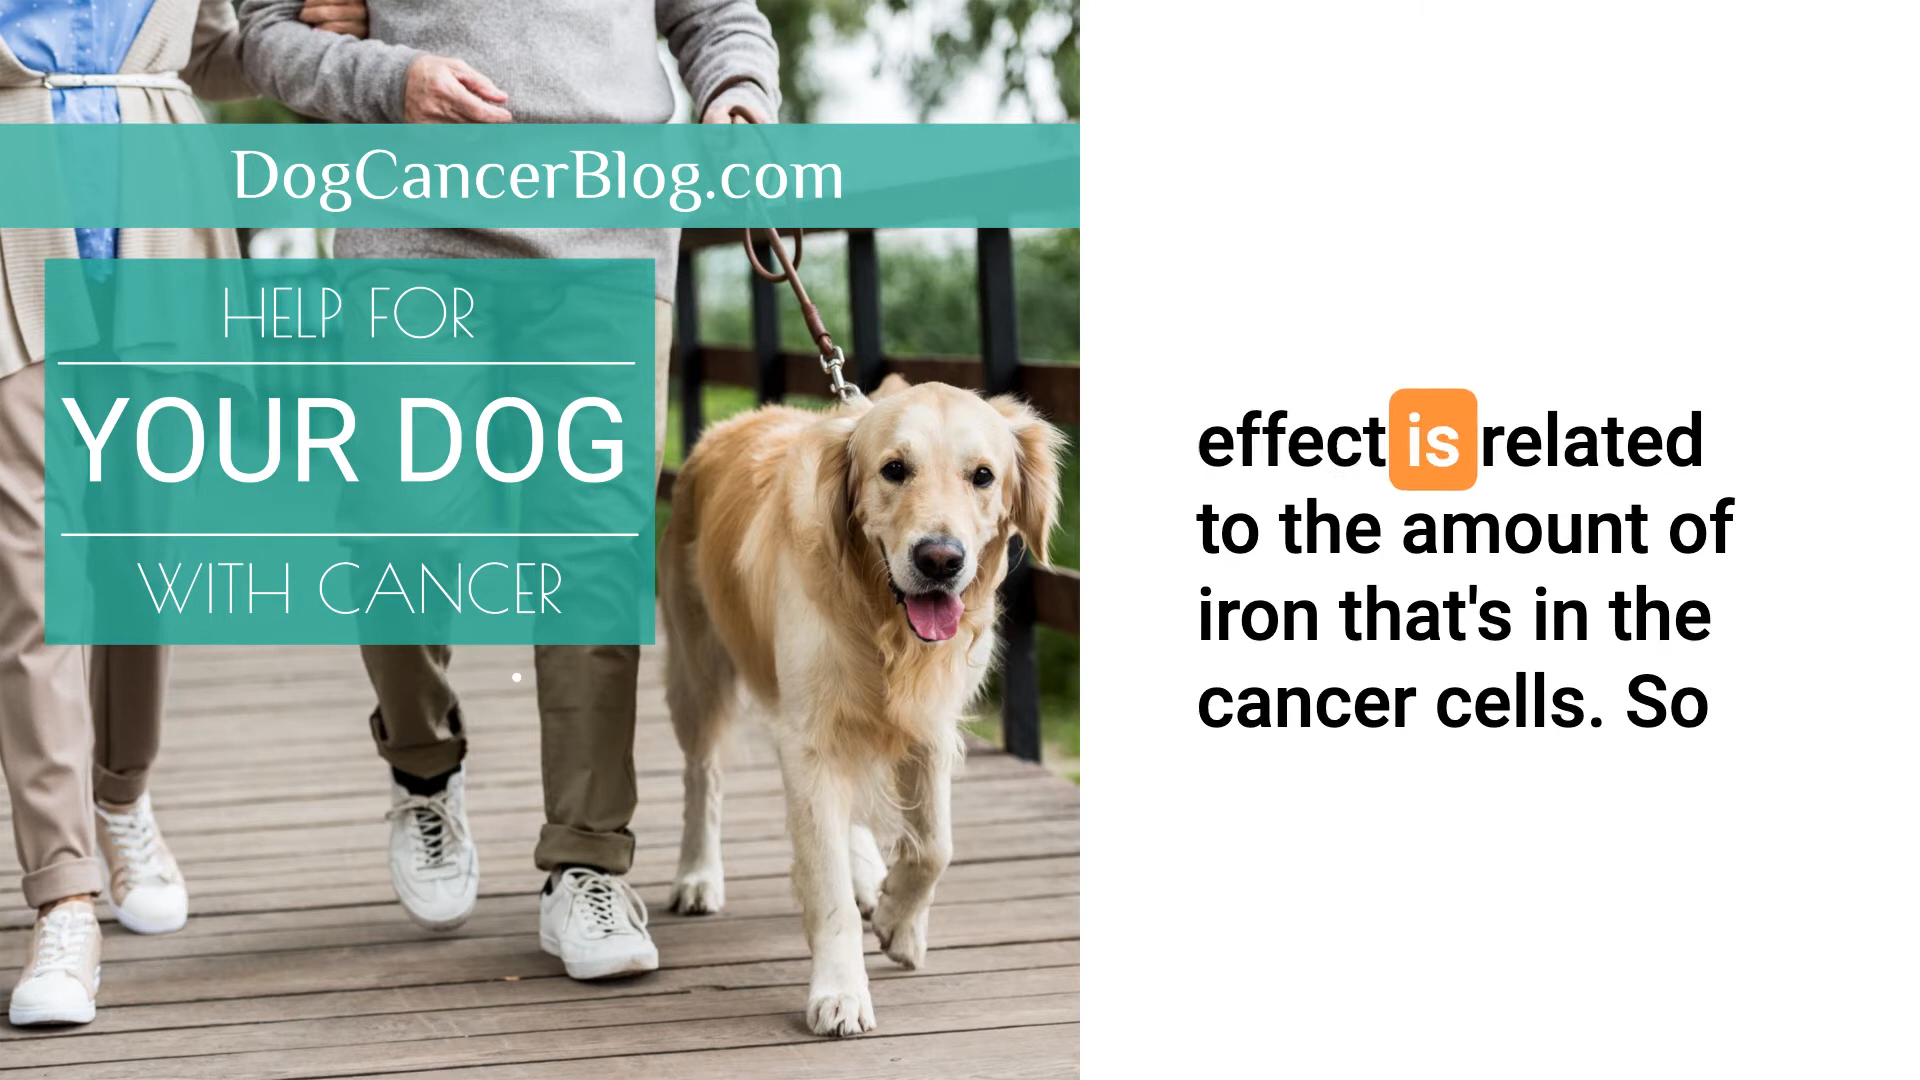 DogCancerBlog.com
HELP FOR
YOUR DOG
WITH CANCER
effect is related
to the amount of
iron that's in the
cancer cells. So